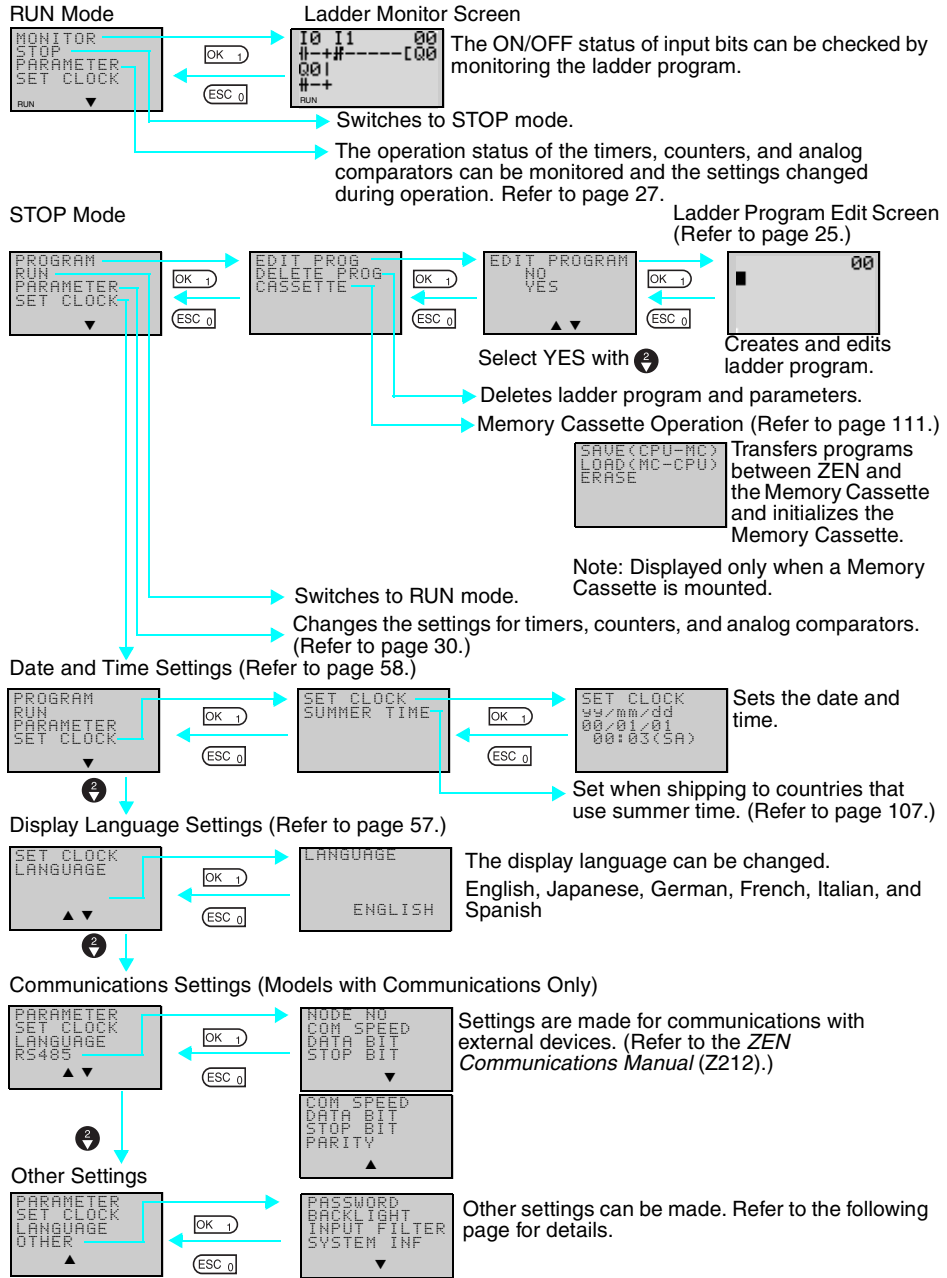 RUN Mode
Ladder Monitor Screen
MONITOR
STOP
PARAMETER
SET CLOCK
RUN ▼
OK 1
ESC 0
I0 I1 00
Q0
RUN
[Q0
The ON/OFF status of input bits can be checked by
monitoring the ladder program.
Switches to STOP mode.
The operation status of the timers, counters, and analog
comparators can be monitored and the settings changed
during operation. Refer to page 27.
STOP Mode
Ladder Program Edit Screen
(Refer to page 25.)
PROGRAM
RUN
PARAMETER
SET CLOCK
▼
OK 1
ESC 0
EDIT PROG
DELETE PROG
CASSETTE
OK 1
ESC 0
EDIT PROGRAM
NO
YES
▲ ▼
OK 1
ESC 0
00
Select YES with 2
Creates and edits
ladder program.
Deletes ladder program and parameters.
Memory Cassette Operation (Refer to page 111.)
SAVE(CPU-MC)
LOAD(MC-CPU)
ERASE
Transfers programs
between ZEN and
the Memory Cassette
and initializes the
Memory Cassette.
Note: Displayed only when a Memory
Cassette is mounted.
Switches to RUN mode.
Changes the settings for timers, counters, and analog comparators.
(Refer to page 30.)
Date and Time Settings (Refer to page 58.)
PROGRAM
RUN
PARAMETER
SET CLOCK
▼
OK 1
ESC 0
SET CLOCK
SUMMER TIME
OK 1
ESC 0
SET CLOCK
yy/mm/dd
00/01/01
00:03(SA)
Sets the date and
time.
2
Set when shipping to countries that
use summer time. (Refer to page 107.)
Display Language Settings (Refer to page 57.)
SET CLOCK
LANGUAGE
▲ ▼
OK 1
ESC 0
LANGUAGE
ENGLISH
The display language can be changed.
English, Japanese, German, French, Italian, and
Spanish
2
Communications Settings (Models with Communications Only)
PARAMETER
SET CLOCK
LANGUAGE
RS485
▲ ▼
OK 1
ESC 0
NODE NO
COM SPEED
DATA BIT
STOP BIT
▼
Settings are made for communications with
external devices. (Refer to the ZEN
Communications Manual (Z212).)
COM SPEED
DATA BIT
STOP BIT
PARITY
▲
2
Other Settings
PARAMETER
SET CLOCK
LANGUAGE
OTHER
▲
OK 1
ESC 0
PASSWORD
BACKLIGHT
INPUT FILTER
SYSTEM INF
▼
Other settings can be made. Refer to the following
page for details.